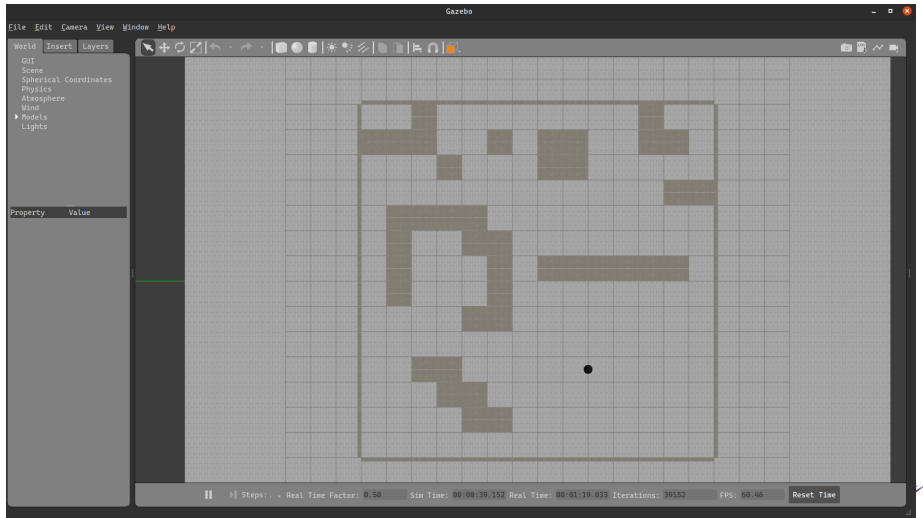 Gazebo
File Edit Camera View Window Help
World Insert Layers
GUI
Scene
Spherical Coordinates
Physics
Atmosphere
Wind
Models
Lights
Property Value
Steps: Real Time Factor: 0.50 Sim Time: 00:00:39.152 Real Time: 00:01:19.033 Iterations: 39152 FPS: 60.46 Reset Time